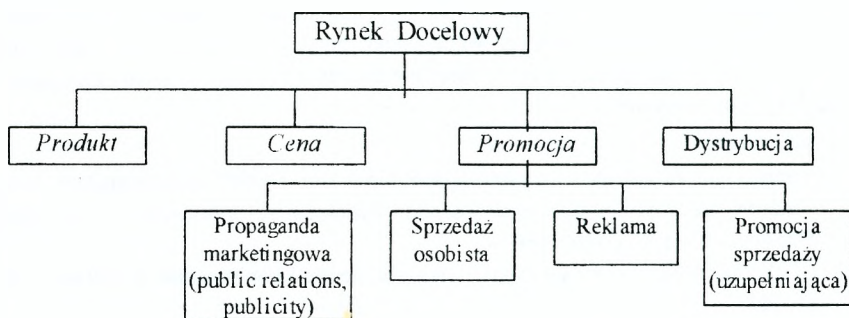 Rynek Docelowy
Produkt
Cena
Promocja
Dystrybucja
Propaganda
marketingowa
(public relations,
publicity)
Sprzedaż
osobista
Reklama
Promocja
sprzedaży
(uzupełniająca)